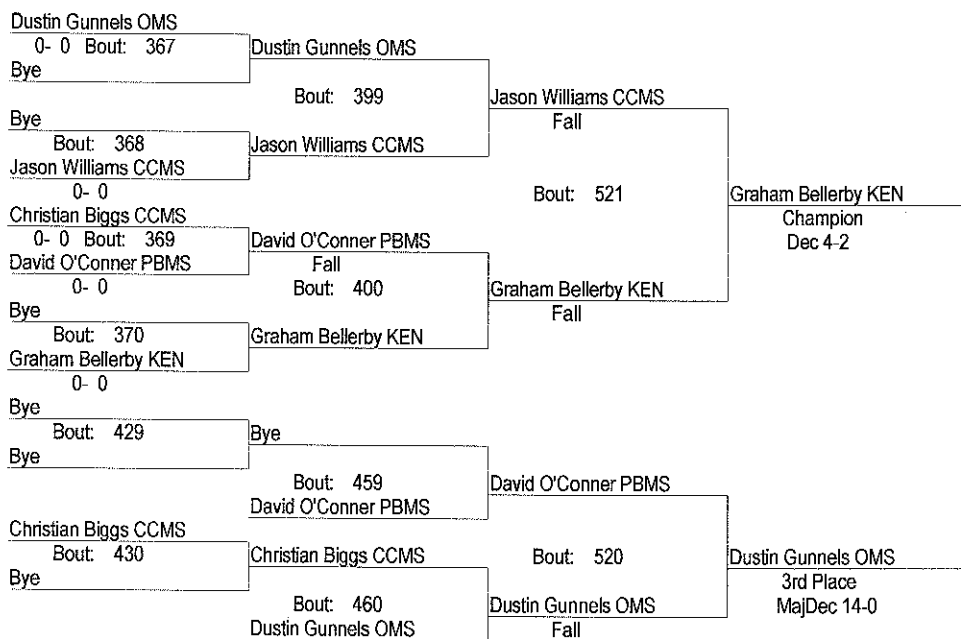 Dustin Gunnels OMS
0- 0 Bout: 367
Bye
Dustin Gunnels OMS
Bout: 399
Bye
Bout: 368
Jason Williams CCMS
0- 0
Jason Williams CCMS
Jason Williams CCMS
Fall
Bout: 521
Christian Biggs CCMS
0- 0 Bout: 369
David O'Conner PBMS
0- 0
David O'Conner PBMS
Fall
Bout: 400
Bye
Bout: 370
Graham Bellerby KEN
0- 0
Graham Bellerby KEN
Graham Bellerby KEN
Fall
Graham Bellerby KEN
Champion
Dec 4-2
Bye
Bout: 429
Bye
Bye
Bout: 459
David O'Conner PBMS
David O'Conner PBMS
Bout: 520
Christian Biggs CCMS
Bout: 430
Bye
Christian Biggs CCMS
Bout: 460
Dustin Gunnels OMS
Dustin Gunnels OMS
Fall
Dustin Gunnels OMS
3rd Place
MajDec 14-0